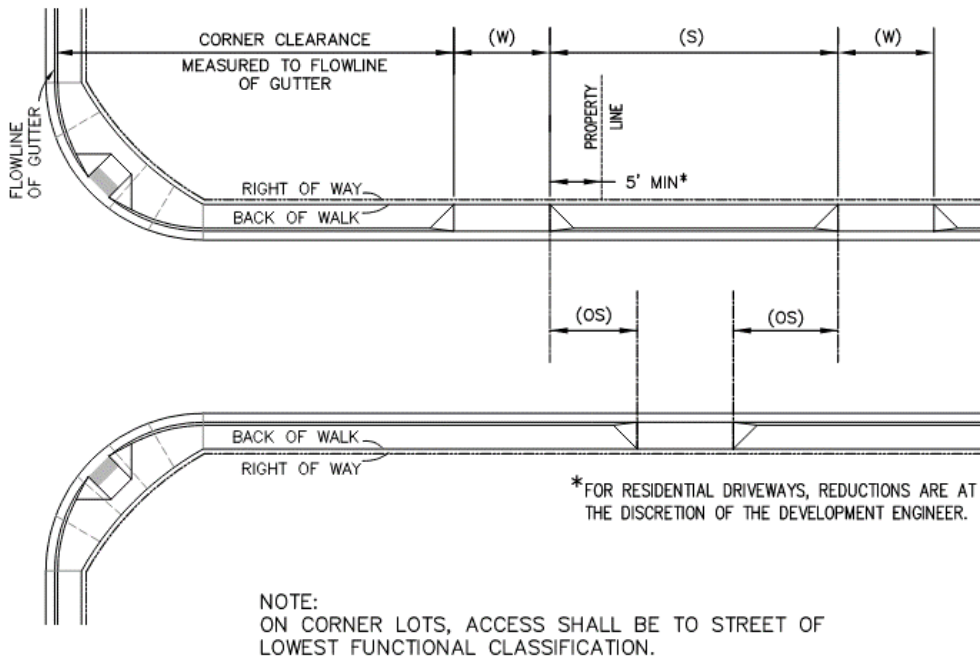 CORNER CLEARANCE
MEASURED TO FLOWLINE
OF GUTTER
(W)
(S)
(W)
FLOWLINE
OF GUTTER
PROPERTY
LINE
5' MIN*
RIGHT OF WAY
BACK OF WALK
(OS)
(OS)
BACK OF WALK
RIGHT OF WAY
*FOR RESIDENTIAL DRIVEWAYS, REDUCTIONS ARE AT
THE DISCRETION OF THE DEVELOPMENT ENGINEER.
NOTE:
ON CORNER LOTS, ACCESS SHALL BE TO STREET OF
LOWEST FUNCTIONAL CLASSIFICATION.